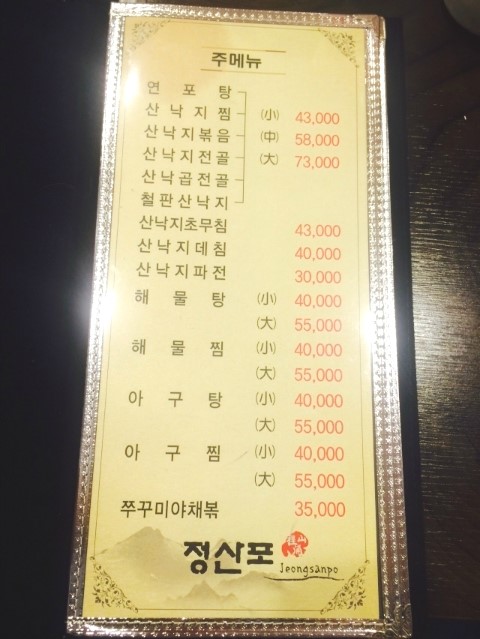 주메뉴
연포탕
산낙지찜 (小) 43,000
산낙지볶음 (中) 58,000
산낙지전골 (大) 73,000
산낙곱전골
철판산낙지
산낙지초무침 43,000
산낙지데침 40,000
산낙지파전 30,000
해물탕 (小) 40,000
(大) 55,000
해물찜 (小) 40,000
(大) 55,000
아구탕 (小) 40,000
(大) 55,000
아구찜 (小) 40,000
(大) 55,000
쭈꾸미야채볶 35,000
정산포
Jeongsanpo